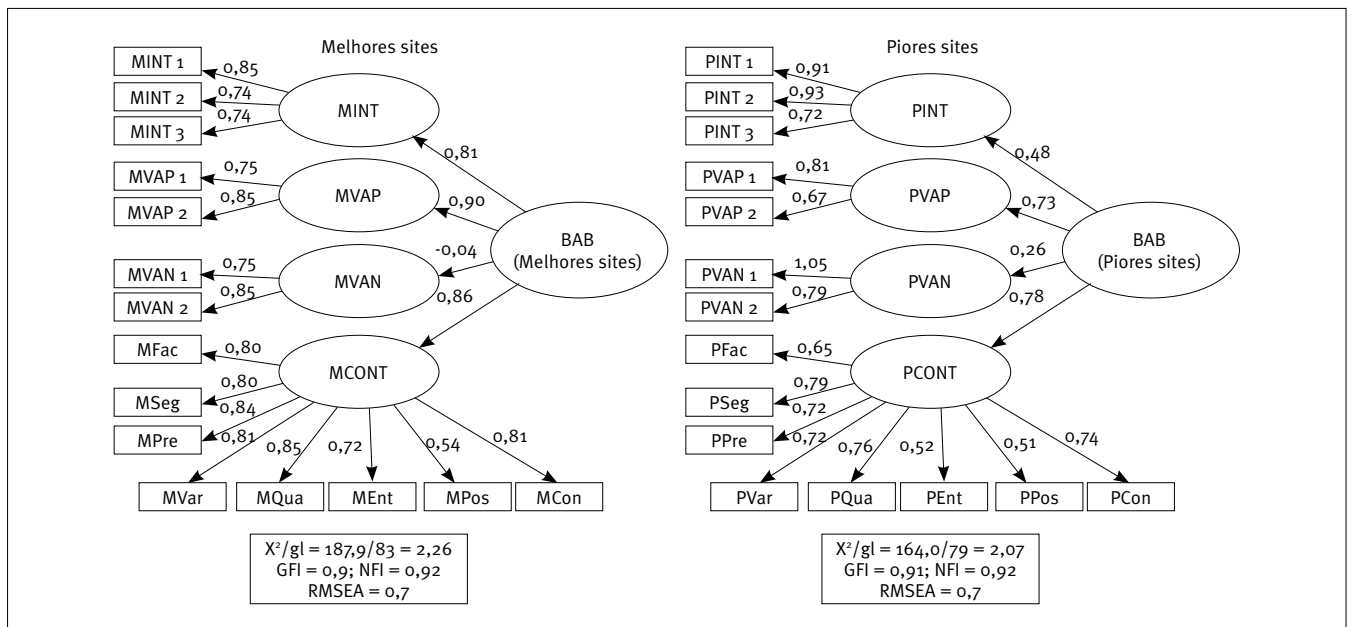 Melhores sites
MINT 1
0,85
MINT 2
0,74
MINT 3
0,74
MINT
0,81
MVAP 1
0,75
MVAP 2
0,85
MVAP
0,90
BAB
(Melhores sites)
-0,04
MVAN 1
0,75
MVAN 2
0,85
MVAN
0,86
MFac
0,80
MCONT
MSeg
0,80
MPre
0,84
0,81
0,85
0,72
0,54
0,81
MVar
MQua
MEnt
MPos
MCon
X²/gl = 187,9/83 = 2,26
GFI = 0,9; NFI = 0,92
RMSEA = 0,7
Piores sites
PINT 1
0,91
PINT 2
0,93
PINT 3
0,72
PINT
0,48
PVAP 1
0,81
PVAP 2
0,67
PVAP
0,73
BAB
(Piores sites)
0,26
PVAN 1
1,05
PVAN 2
0,79
PVAN
0,78
PFac
0,65
PCONT
PSeg
0,79
PPre
0,72
0,72
0,76
0,52
0,51
0,74
PVar
PQua
PEnt
PPos
PCon
X²/gl = 164,0/79 = 2,07
GFI = 0,91; NFI = 0,92
RMSEA = 0,7